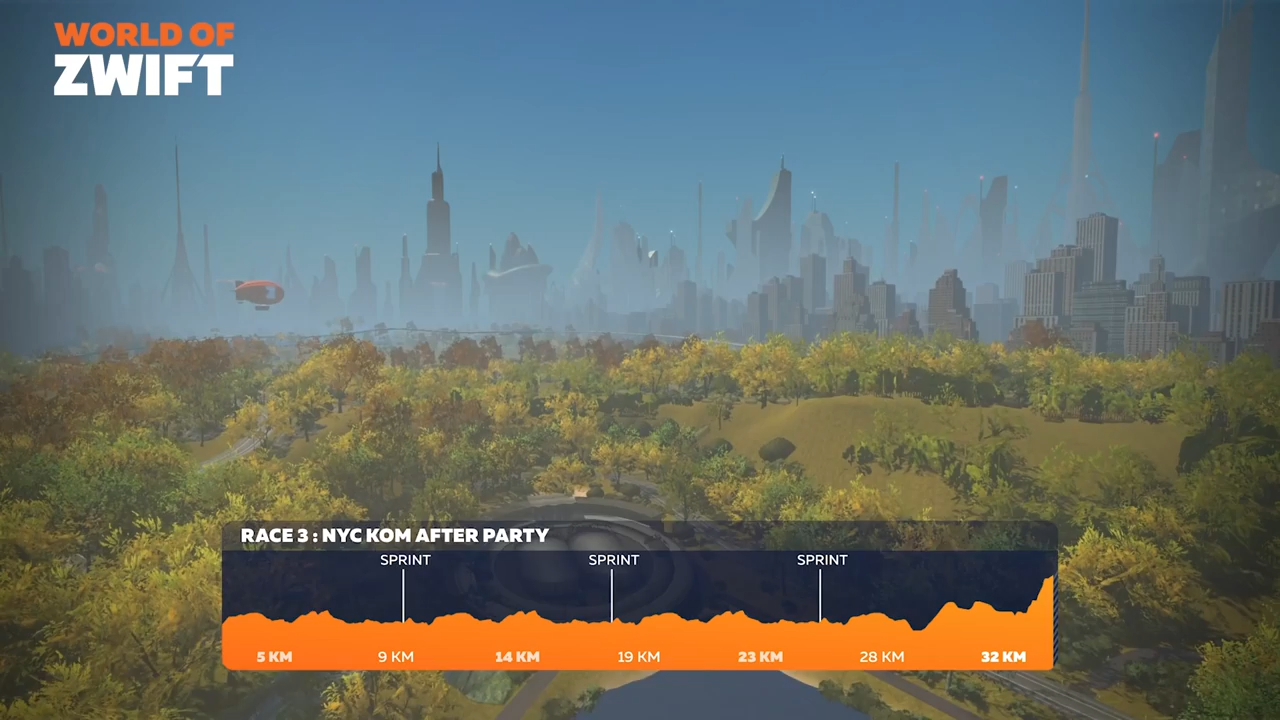 WORLD OF
ZWIFT
RACE 3 : NYC KOM AFTER PARTY
SPRINT SPRINT SPRINT
5 KM 9 KM 14 KM 19 KM 23 KM 28 KM 32 KM